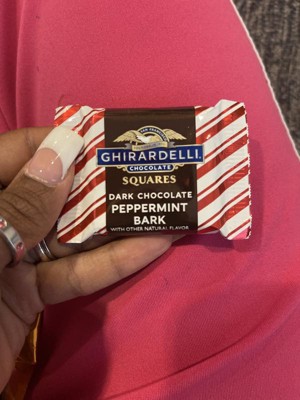 GHIRARDELLI
CHOCOLATE
SQUARES
DARK CHOCOLATE
PEPPERMINT
BARK
WITH OTHER NATURAL FLAVOR